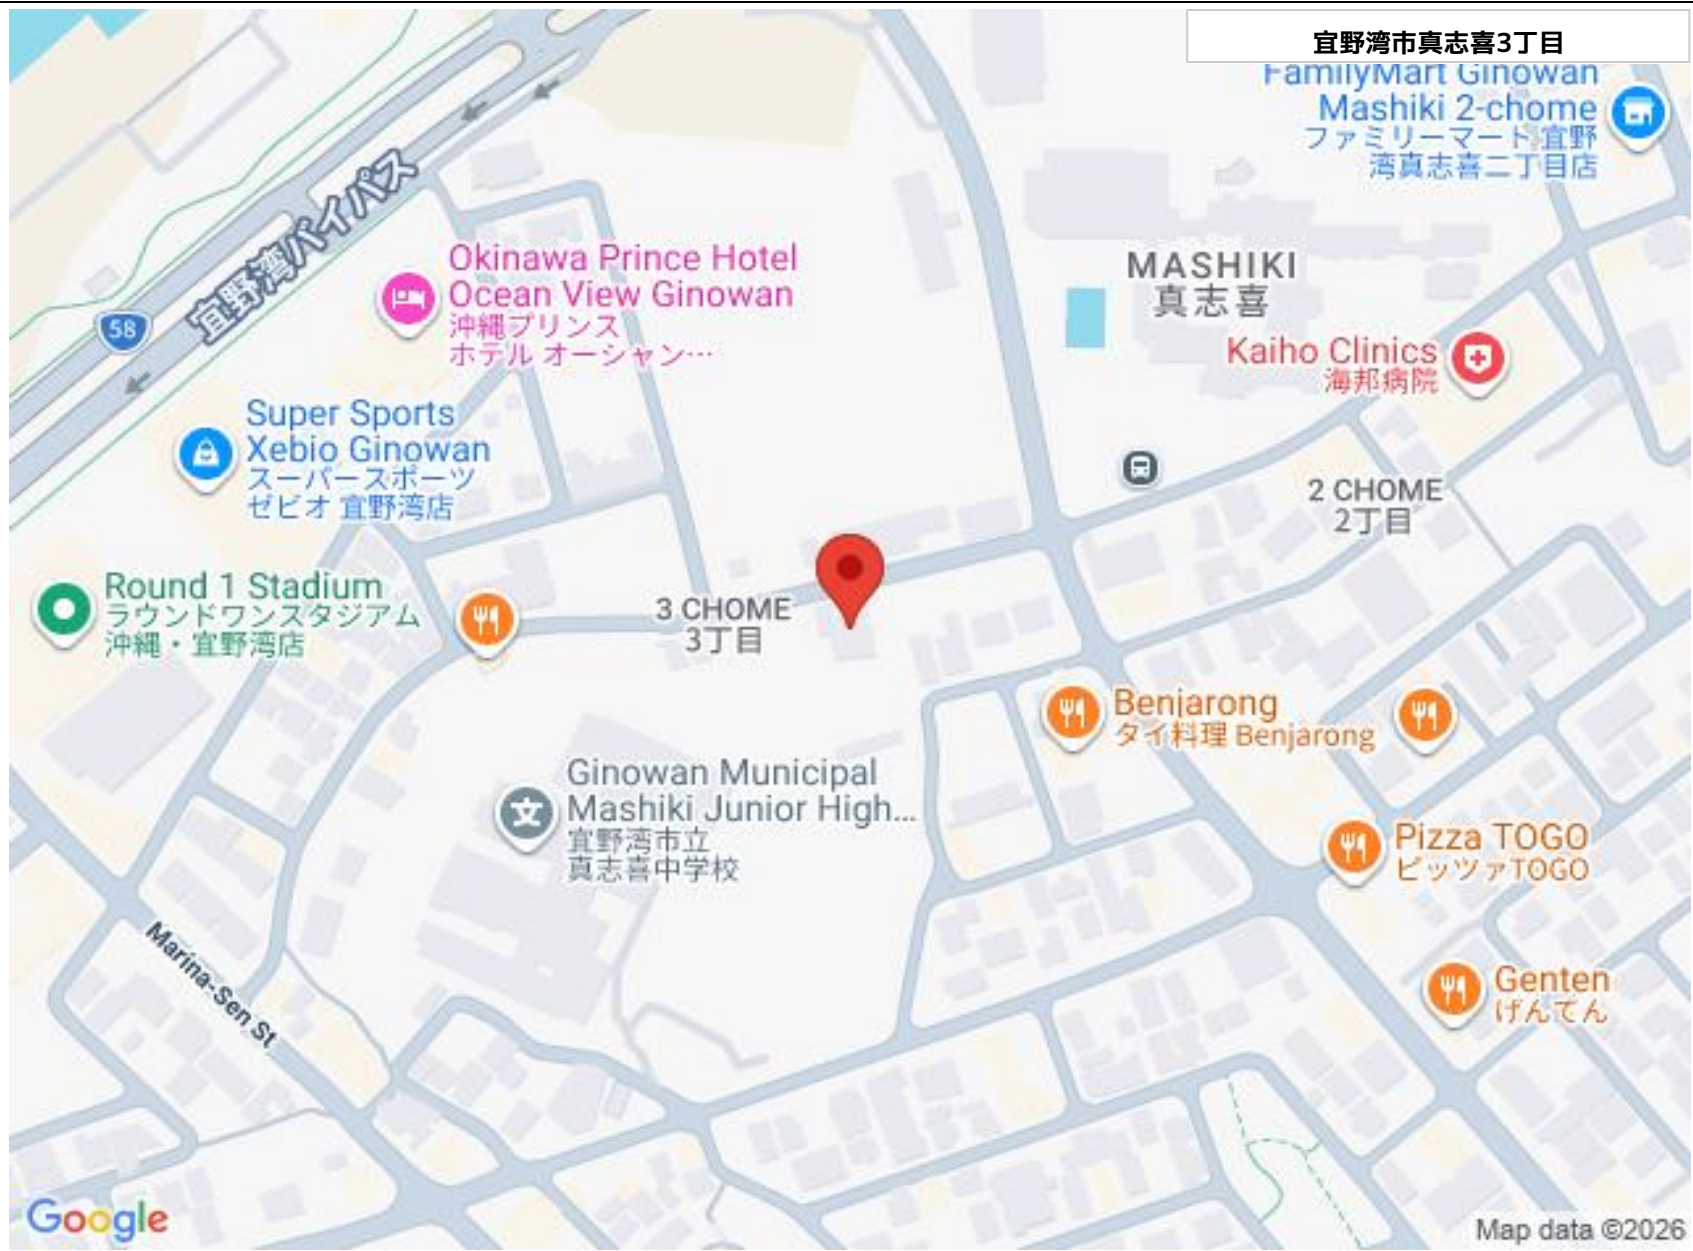 宜野湾市真志喜3丁目
FamilyMart Ginowan
Mashiki 2-chome
ファミリーマート 宜野
湾真志喜二丁目店
宜野湾バイパス
58
Okinawa Prince Hotel
Ocean View Ginowan
沖縄プリンス
ホテル オーシャン…
MASHIKI
真志喜
Kaiho Clinics
海邦病院
Super Sports
Xebio Ginowan
スーパースポーツ
ゼビオ 宜野湾店
2 CHOME
2丁目
Round 1 Stadium
ラウンドワンスタジアム
沖縄・宜野湾店
3 CHOME
3丁目
Benjarong
タイ料理 Benjarong
Ginowan Municipal
Mashiki Junior High...
宜野湾市立
真志喜中学校
文
Pizza TOGO
ピッツァTOGO
Marina-Sen St
Genten
げんてん
Google
Map data ©2026